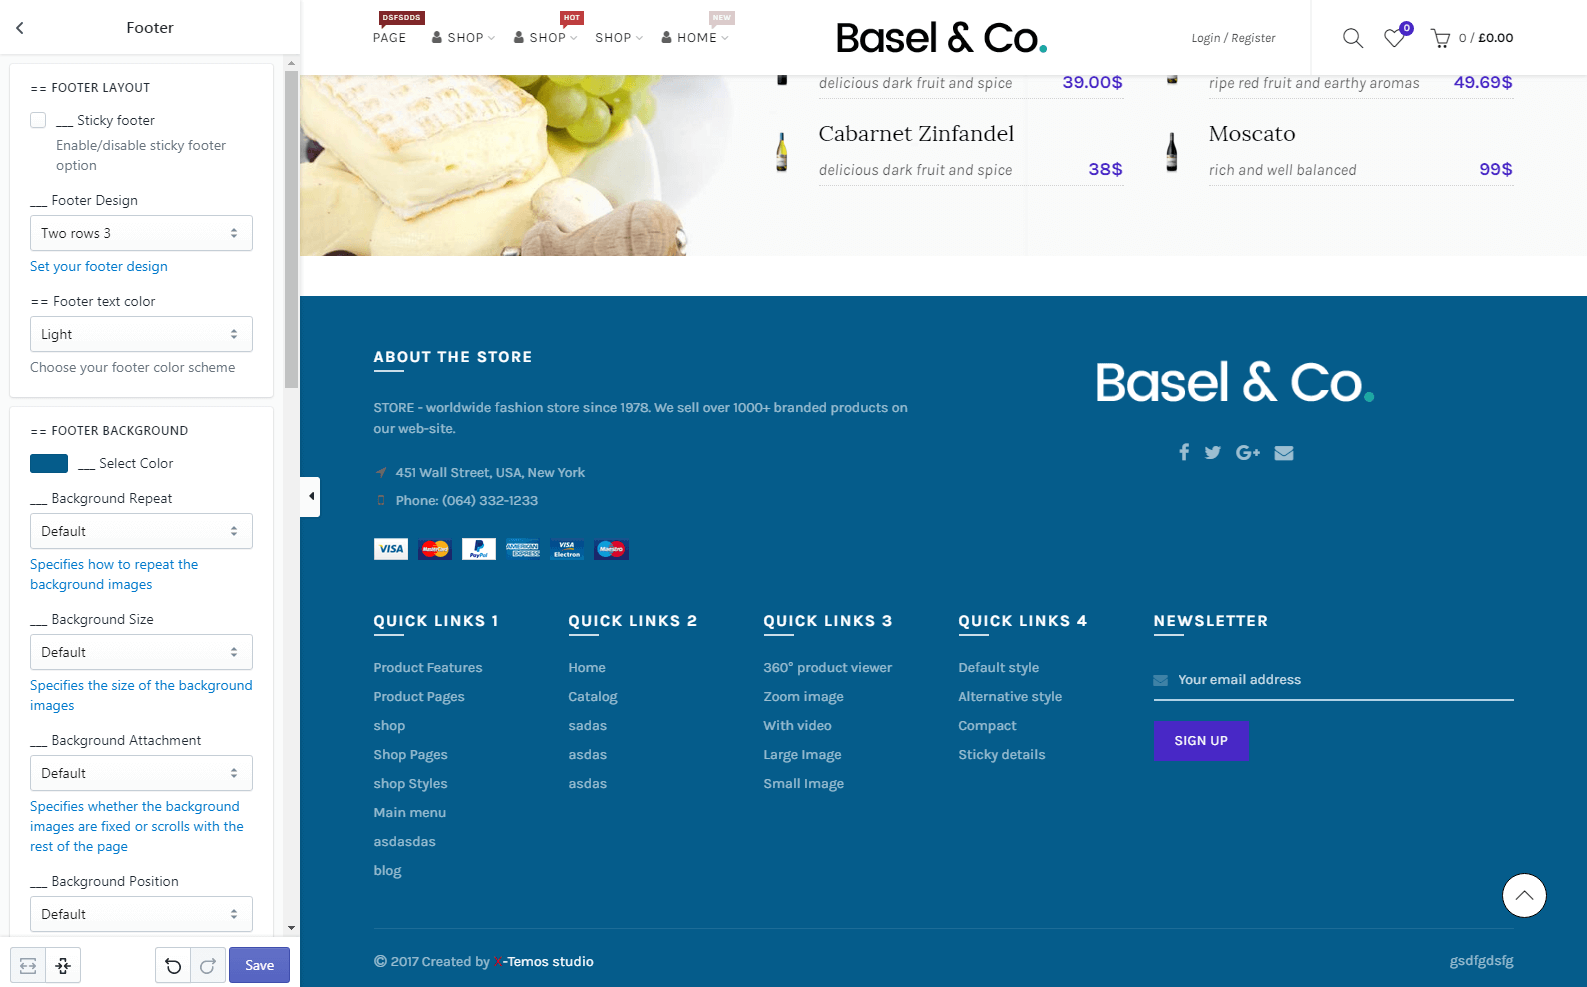 Footer
== FOOTER LAYOUT
___ Sticky footer
Enable/disable sticky footer
option
___ Footer Design
Two rows 3
Set your footer design
== Footer text color
Light
Choose your footer color scheme
== FOOTER BACKGROUND
___ Select Color
___ Background Repeat
Default
Specifies how to repeat the
background images
___ Background Size
Default
Specifies the size of the background
images
___ Background Attachment
Default
Specifies whether the background
images are fixed or scrolls with the
rest of the page
___ Background Position
Default
Save
DSFSDDS HOT NEW
PAGE SHOP SHOP SHOP HOME
Basel & Co.
Login / Register
0
0 / £0.00
delicious dark fruit and spice 39.00$
ripe red fruit and earthy aromas 49.69$
Cabarnet Zinfandel
delicious dark fruit and spice 38$
Moscato
rich and well balanced 99$
ABOUT THE STORE
STORE - worldwide fashion store since 1978. We sell over 1000+ branded products on
our web-site.
451 Wall Street, USA, New York
Phone: (064) 332-1233
VISA MasterCard PayPal AMERICAN EXPRESS VISA Electron Maestro
Basel & Co.
QUICK LINKS 1
Product Features
Product Pages
shop
Shop Pages
shop Styles
Main menu
asdasdas
blog
QUICK LINKS 2
Home
Catalog
sadas
asdas
asdas
QUICK LINKS 3
360° product viewer
Zoom image
With video
Large Image
Small Image
QUICK LINKS 4
Default style
Alternative style
Compact
Sticky details
NEWSLETTER
Your email address
SIGN UP
© 2017 Created by X-Temos studio
gsdfgdsfg